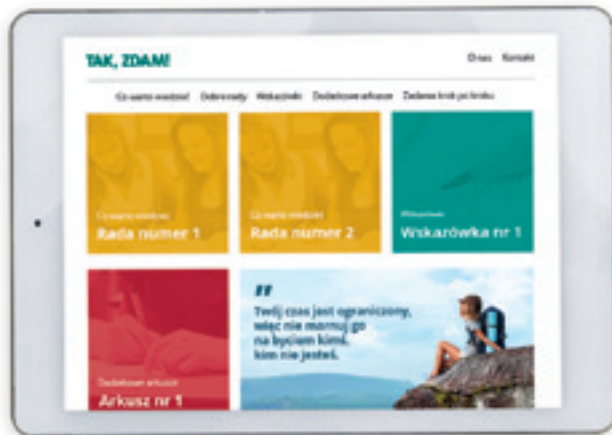 TAK, ZDAM!
O nas Kontakt
Co warto wiedzieć Dobre rady Wskazówki Dodatkowe arkusze Zadania krok po kroku
Co warto wiedzieć
Rada numer 1
Co warto wiedzieć
Rada numer 2
Wskazówki
Wskazówka nr 1
Dodatkowe arkusze
Arkusz nr 1
"
Twój czas jest ograniczony,
więc nie marnuj go
na byciem kimś,
kim nie jesteś.